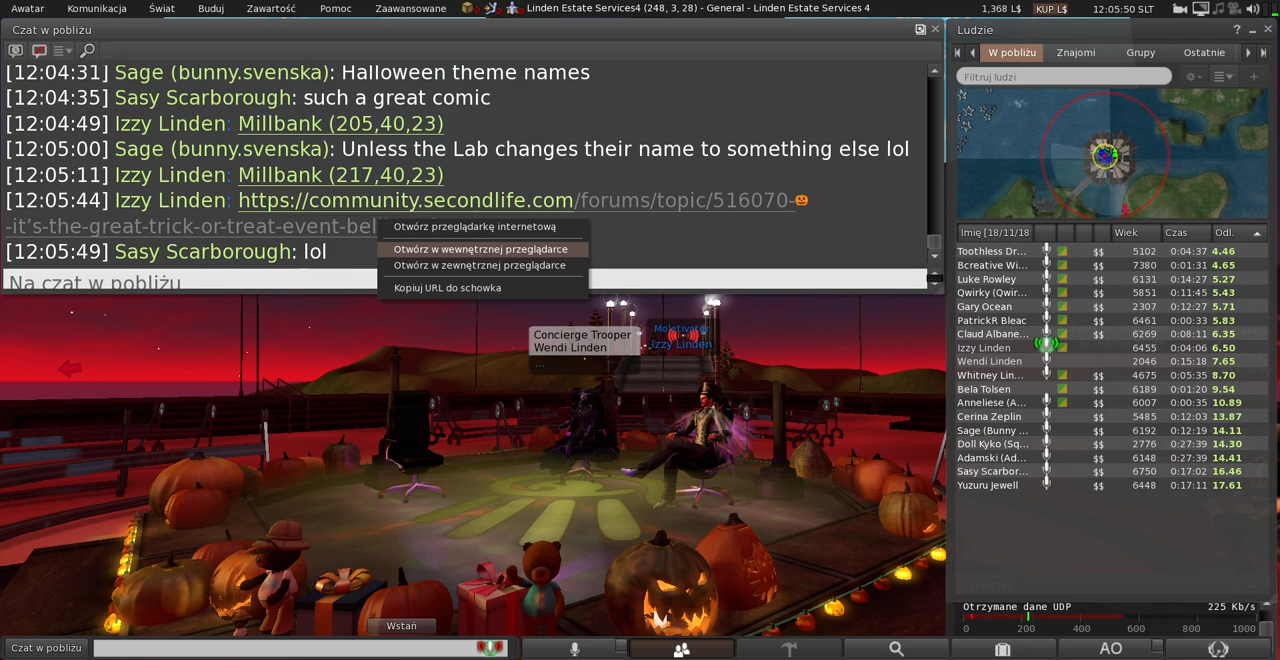 Awatar Komunikacja Świat Buduj Zawartość Pomoc Zaawansowane Linden Estate Services4 (248, 3, 28) - General - Linden Estate Services 4 1,368 L$ KUP L$ 12:05:50 SLT
Czat w pobliżu
[12:04:31] Sage (bunny.svenska): Halloween theme names
[12:04:35] Sasy Scarborough: such a great comic
[12:04:49] Izzy Linden: Millbank (205,40,23)
[12:05:00] Sage (bunny.svenska): Unless the Lab changes their name to something else lol
[12:05:11] Izzy Linden: Millbank (217,40,23)
[12:05:44] Izzy Linden: https://community.secondlife.com/forums/topic/516070-🎃
-it’s-the-great-trick-or-treat-event-bel
[12:05:49] Sasy Scarborough: lol
Na czat w pobliżu
Otwórz przeglądarkę internetową
Otwórz w wewnętrznej przeglądarce
Otwórz w zewnętrznej przeglądarce
Kopiuj URL do schowka
Concierge Trooper
Wendi Linden
...
Moletivator
Izzy Linden
Wstań
Czat w pobliżu
AO
Ludzie
? _ ×
W pobliżu Znajomi Grupy Ostatnie
Filtruj ludzi
Imię [18/11/18 Wiek Czas Odl.
Toothless Dr... $$ 5102 0:04:37 4.46
Bcreative Wi... $$ 7380 0:01:31 4.65
Luke Rowley $$ 6131 0:14:27 5.27
Qwirky (Qwir... $$ 5851 0:11:45 5.43
Gary Ocean $$ 2307 0:12:27 5.71
PatrickR Bleac $$ 6461 0:00:33 5.83
Claud Albane... $$ 6269 0:08:11 6.35
Izzy Linden 6455 0:04:06 6.50
Wendi Linden 2046 0:15:18 7.65
Whitney Lin... $$ 4675 0:05:35 8.70
Bela Tolsen $$ 6189 0:01:20 9.54
Anneliese (A... $$ 6007 0:00:35 10.89
Cerina Zeplin $$ 5485 0:12:03 13.87
Sage (Bunny ... $$ 6192 0:12:19 14.11
Doll Kyko (Sq... $$ 2776 0:27:39 14.30
Adamski (Ad... $$ 6148 0:27:39 14.41
Sasy Scarbor... $$ 6750 0:17:02 16.46
Yuzuru Jewell $$ 6448 0:17:11 17.61
Otrzymane dane UDP 225 Kb/s
0 200 400 600 800 1000